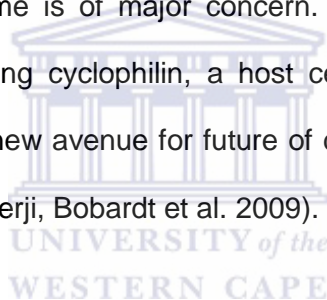 me is of major concern.
ng cyclophilin, a host c
new avenue for future of
erji, Bobardt et al. 2009).
UNIVERSITY of the
WESTERN CAPE